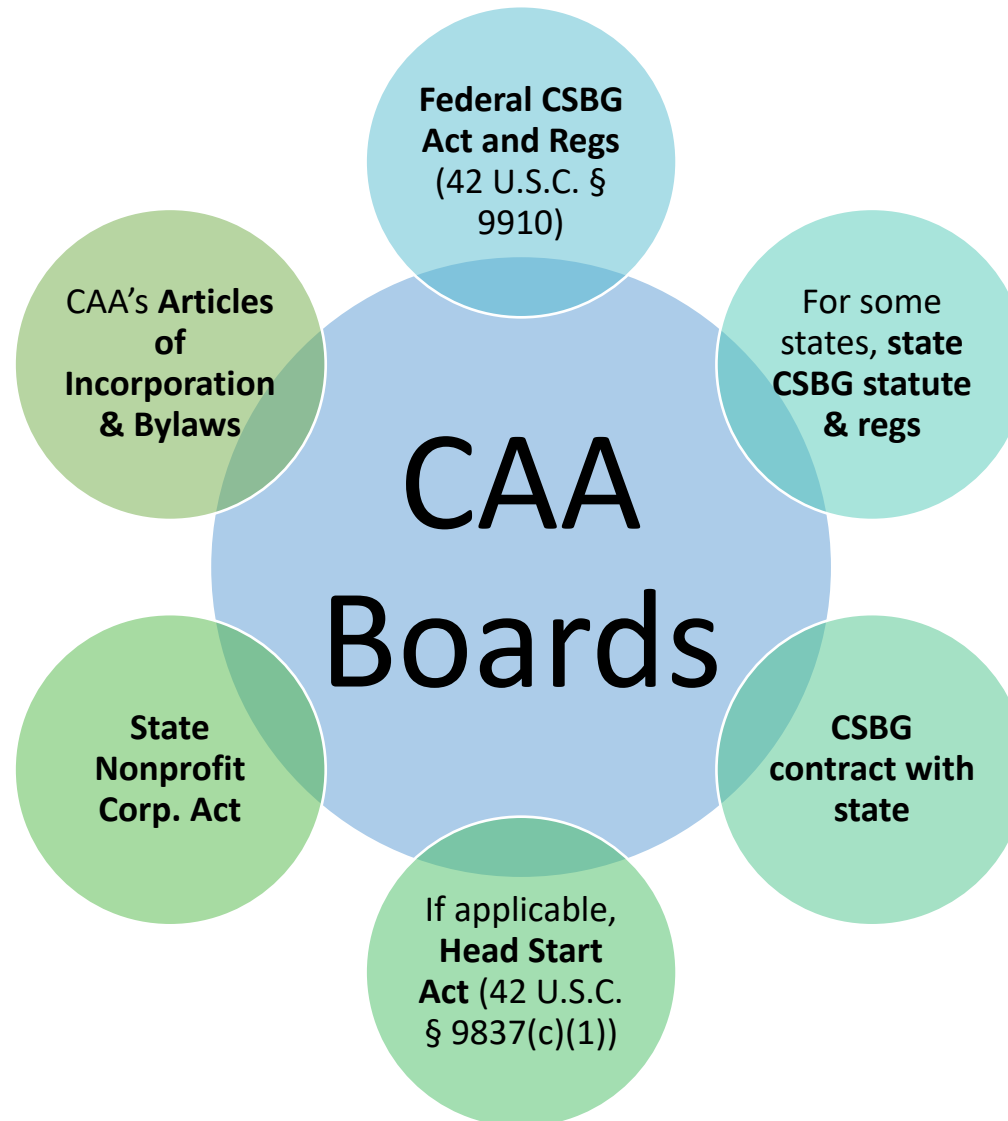 Federal CSBG
Act and Regs
(42 U.S.C. §
9910)
For some
states, state
CSBG statute
& regs
CSBG
contract with
state
If applicable,
Head Start
Act (42 U.S.C.
§ 9837(c)(1))
State
Nonprofit
Corp. Act
CAA’s Articles
of
Incorporation
& Bylaws
CAA
Boards